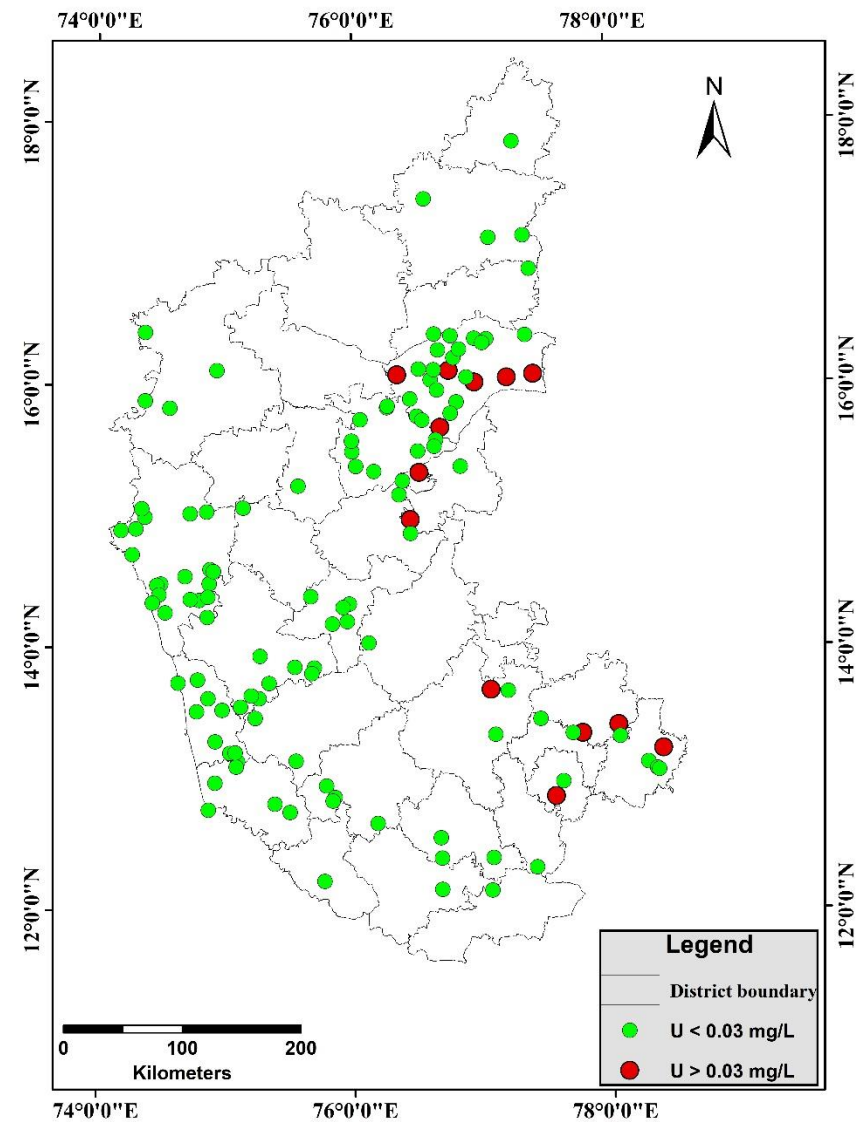 74°0'0"E 76°0'0"E 78°0'0"E
18°0'0"N 18°0'0"N
N
16°0'0"N 16°0'0"N
14°0'0"N 14°0'0"N
12°0'0"N 12°0'0"N
Legend
District boundary
U < 0.03 mg/L
U > 0.03 mg/L
0 100 200
Kilometers
74°0'0"E 76°0'0"E 78°0'0"E